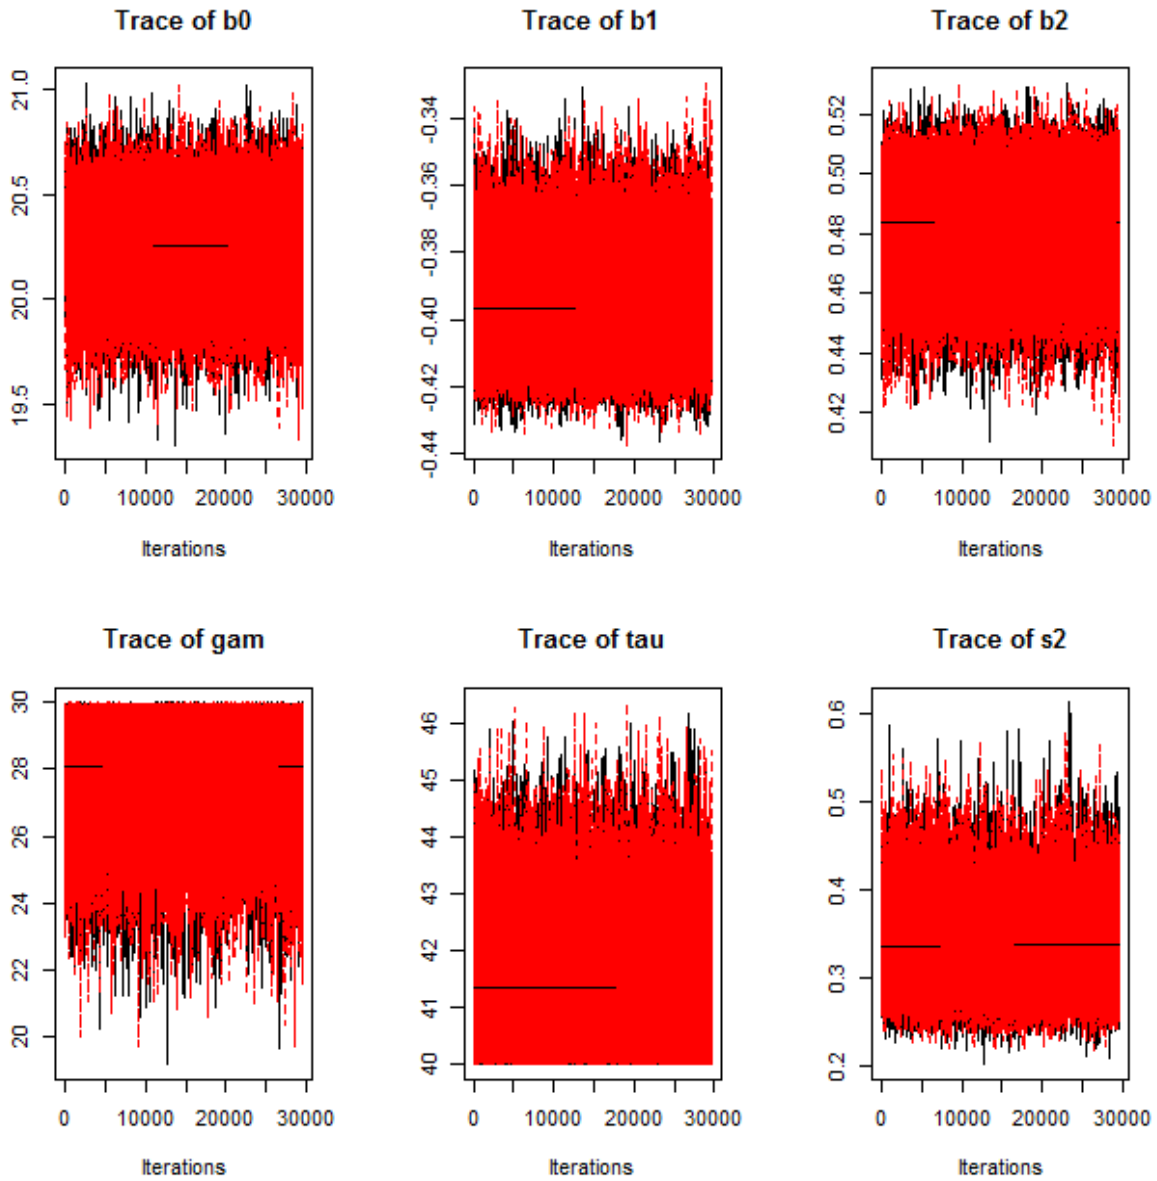 Trace of b0
21.0
20.5
20.0
19.5
0 10000 20000 30000
Iterations
Trace of b1
-0.34
-0.36
-0.38
-0.40
-0.42
-0.44
0 10000 20000 30000
Iterations
Trace of b2
0.52
0.50
0.48
0.46
0.44
0.42
0 10000 20000 30000
Iterations
Trace of gam
30
28
26
24
22
20
0 10000 20000 30000
Iterations
Trace of tau
46
45
44
43
42
41
40
0 10000 20000 30000
Iterations
Trace of s2
0.6
0.5
0.4
0.3
0.2
0 10000 20000 30000
Iterations